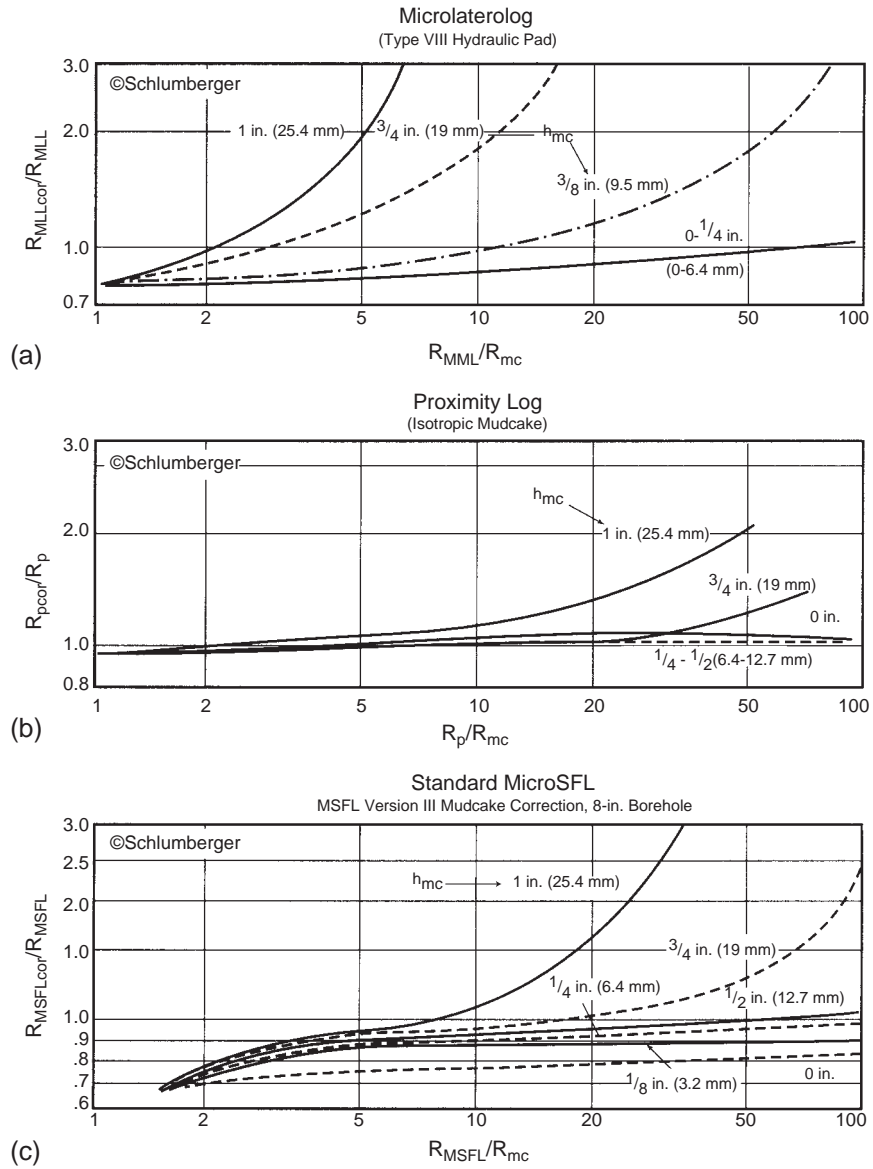 Microlaterolog
(Type VIII Hydraulic Pad)
3.0
©Schlumberger
1 in. (25.4 mm)
3/4 in. (19 mm)
hmc
2.0
3/8 in. (9.5 mm)
0-1/4 in.
1.0
(0-6.4 mm)
0.7
RMLLcor/RMLL
1 2 5 10 20 50 100
(a)
RMML/Rmc
Proximity Log
(Isotropic Mudcake)
3.0
©Schlumberger
hmc
2.0
1 in. (25.4 mm)
3/4 in. (19 mm)
0 in.
1.0
1/4 - 1/2(6.4-12.7 mm)
0.8
Rpcor/Rp
1 2 5 10 20 50 100
(b)
Rp/Rmc
Standard MicroSFL
MSFL Version III Mudcake Correction, 8-in. Borehole
3.0
©Schlumberger
2.5
hmc
1 in. (25.4 mm)
2.0
1.0
3/4 in. (19 mm)
1/4 in. (6.4 mm)
1/2 in. (12.7 mm)
1.0
.9
.8
1/8 in. (3.2 mm)
0 in.
.7
.6
RMSFLcor/RMSFL
1 2 5 10 20 50 100
(c)
RMSFL/Rmc